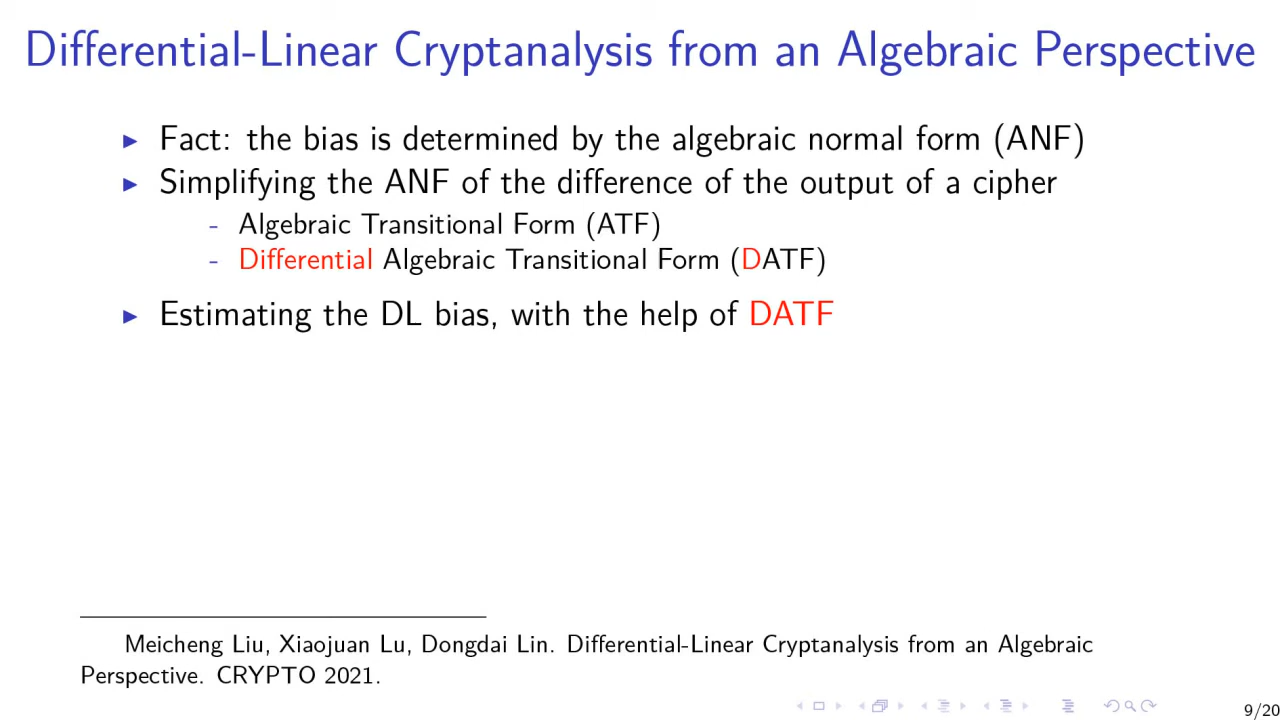 Differential-Linear Cryptanalysis from an Algebraic Perspective
Fact: the bias is determined by the algebraic normal form (ANF)
Simplifying the ANF of the difference of the output of a cipher
- Algebraic Transitional Form (ATF)
- Differential Algebraic Transitional Form (DATF)
Estimating the DL bias, with the help of DATF
Meicheng Liu, Xiaojuan Lu, Dongdai Lin. Differential-Linear Cryptanalysis from an Algebraic
Perspective. CRYPTO 2021.
9/20